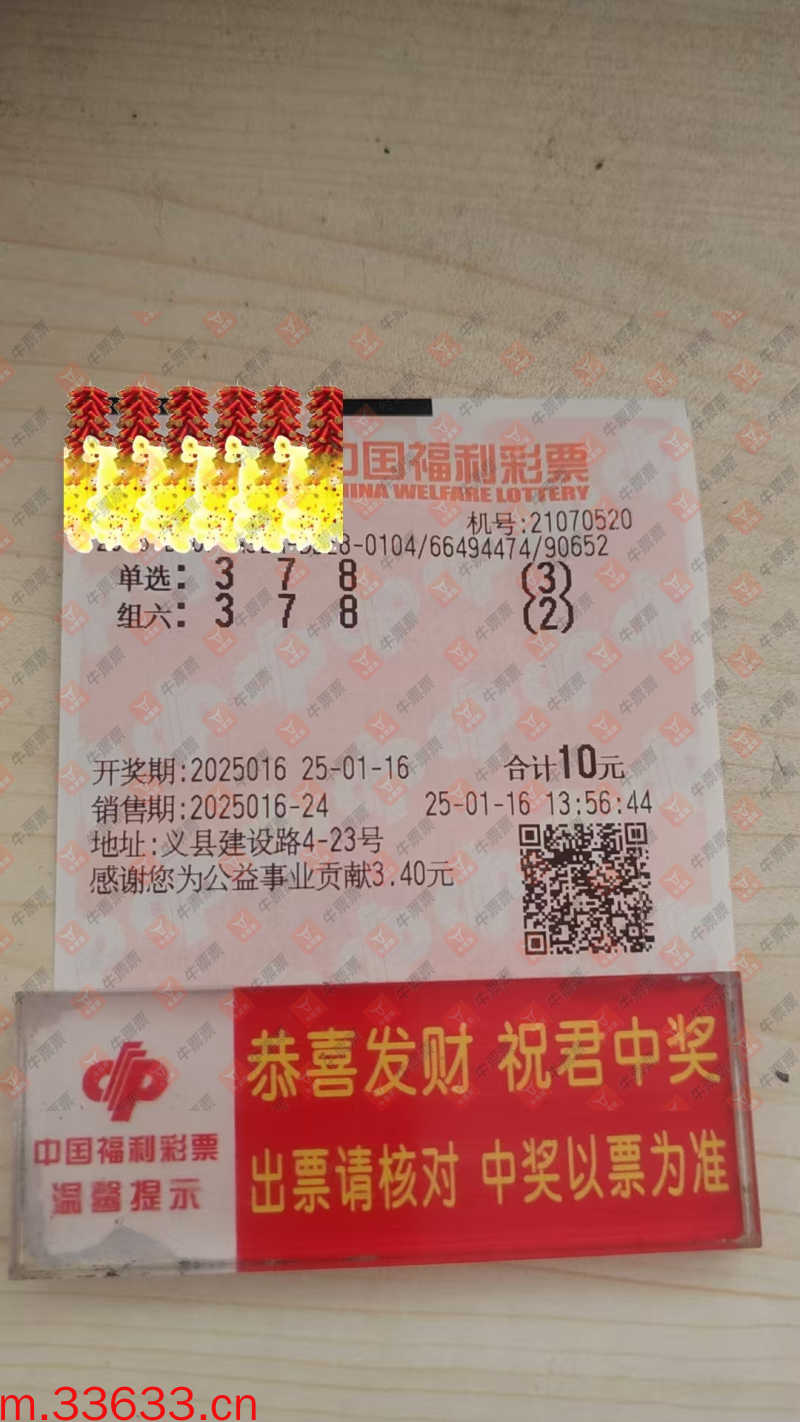 中国福利彩票
CHINA WELFARE LOTTERY
机号:21070520
-0104/66494474/90652
单选: 3 7 8 (3)
组六: 3 7 8 (2)
开奖期:2025016 25-01-16 合计10元
销售期:2025016-24 25-01-16 13:56:44
地址:义县建设路4-23号
感谢您为公益事业贡献3.40元
恭喜发财 祝君中奖
中国福利彩票
温馨提示
出票请核对 中奖以票为准
牛票票
m.33633.cn